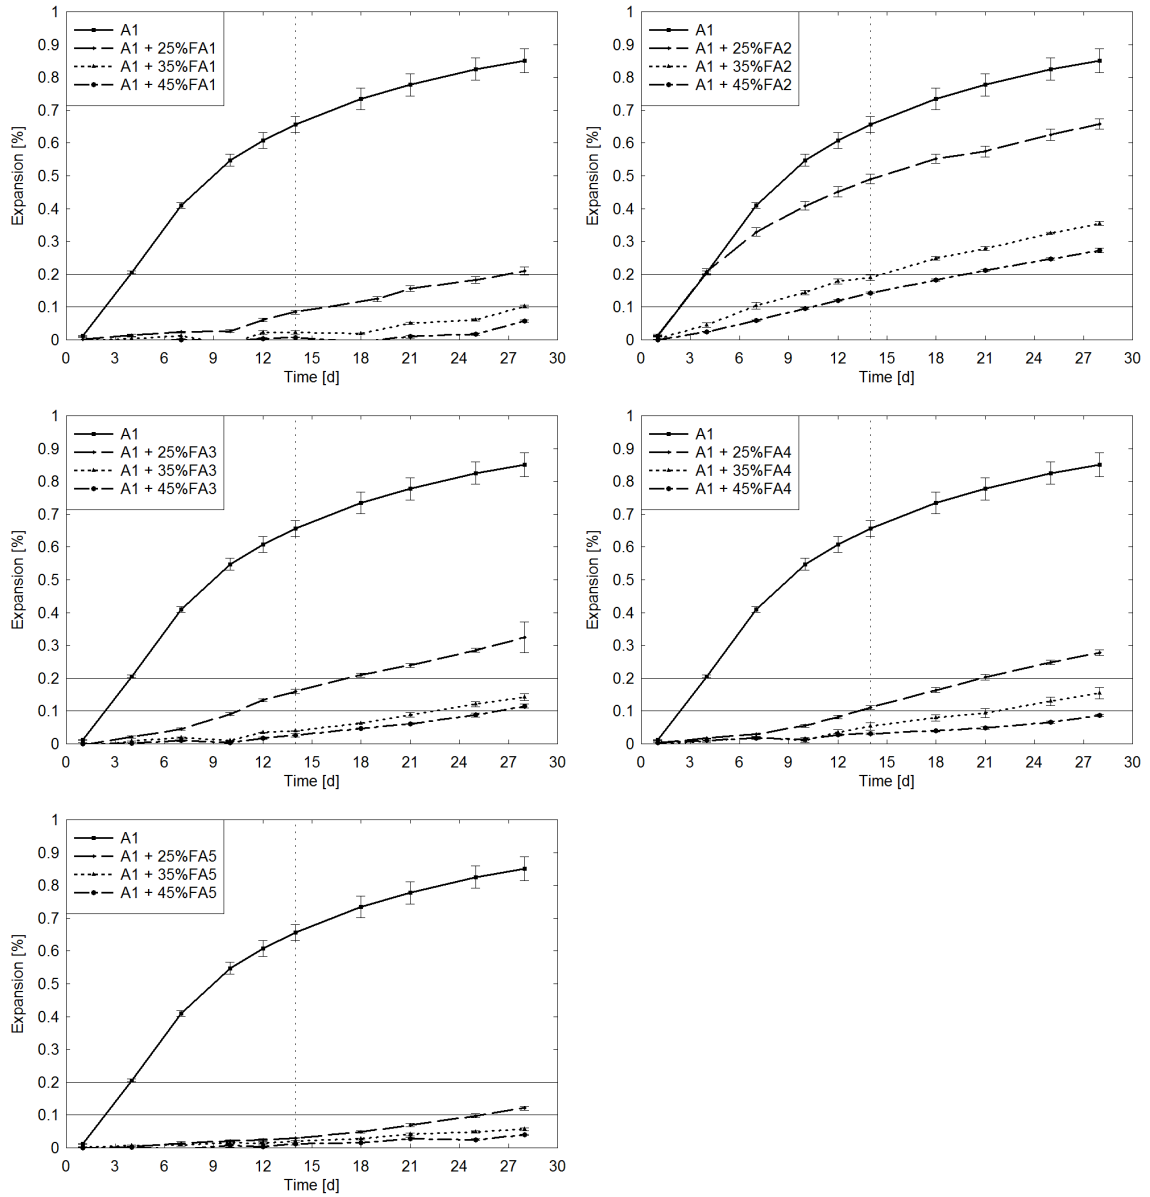 A1
A1 + 25%FA1
A1 + 35%FA1
A1 + 45%FA1
1
0.9
0.8
0.7
0.6
0.5
0.4
0.3
0.2
0.1
0
Expansion [%]
0 3 6 9 12 15 18 21 24 27 30
Time [d]
A1
A1 + 25%FA2
A1 + 35%FA2
A1 + 45%FA2
1
0.9
0.8
0.7
0.6
0.5
0.4
0.3
0.2
0.1
0
Expansion [%]
0 3 6 9 12 15 18 21 24 27 30
Time [d]
A1
A1 + 25%FA3
A1 + 35%FA3
A1 + 45%FA3
1
0.9
0.8
0.7
0.6
0.5
0.4
0.3
0.2
0.1
0
Expansion [%]
0 3 6 9 12 15 18 21 24 27 30
Time [d]
A1
A1 + 25%FA4
A1 + 35%FA4
A1 + 45%FA4
1
0.9
0.8
0.7
0.6
0.5
0.4
0.3
0.2
0.1
0
Expansion [%]
0 3 6 9 12 15 18 21 24 27 30
Time [d]
A1
A1 + 25%FA5
A1 + 35%FA5
A1 + 45%FA5
1
0.9
0.8
0.7
0.6
0.5
0.4
0.3
0.2
0.1
0
Expansion [%]
0 3 6 9 12 15 18 21 24 27 30
Time [d]